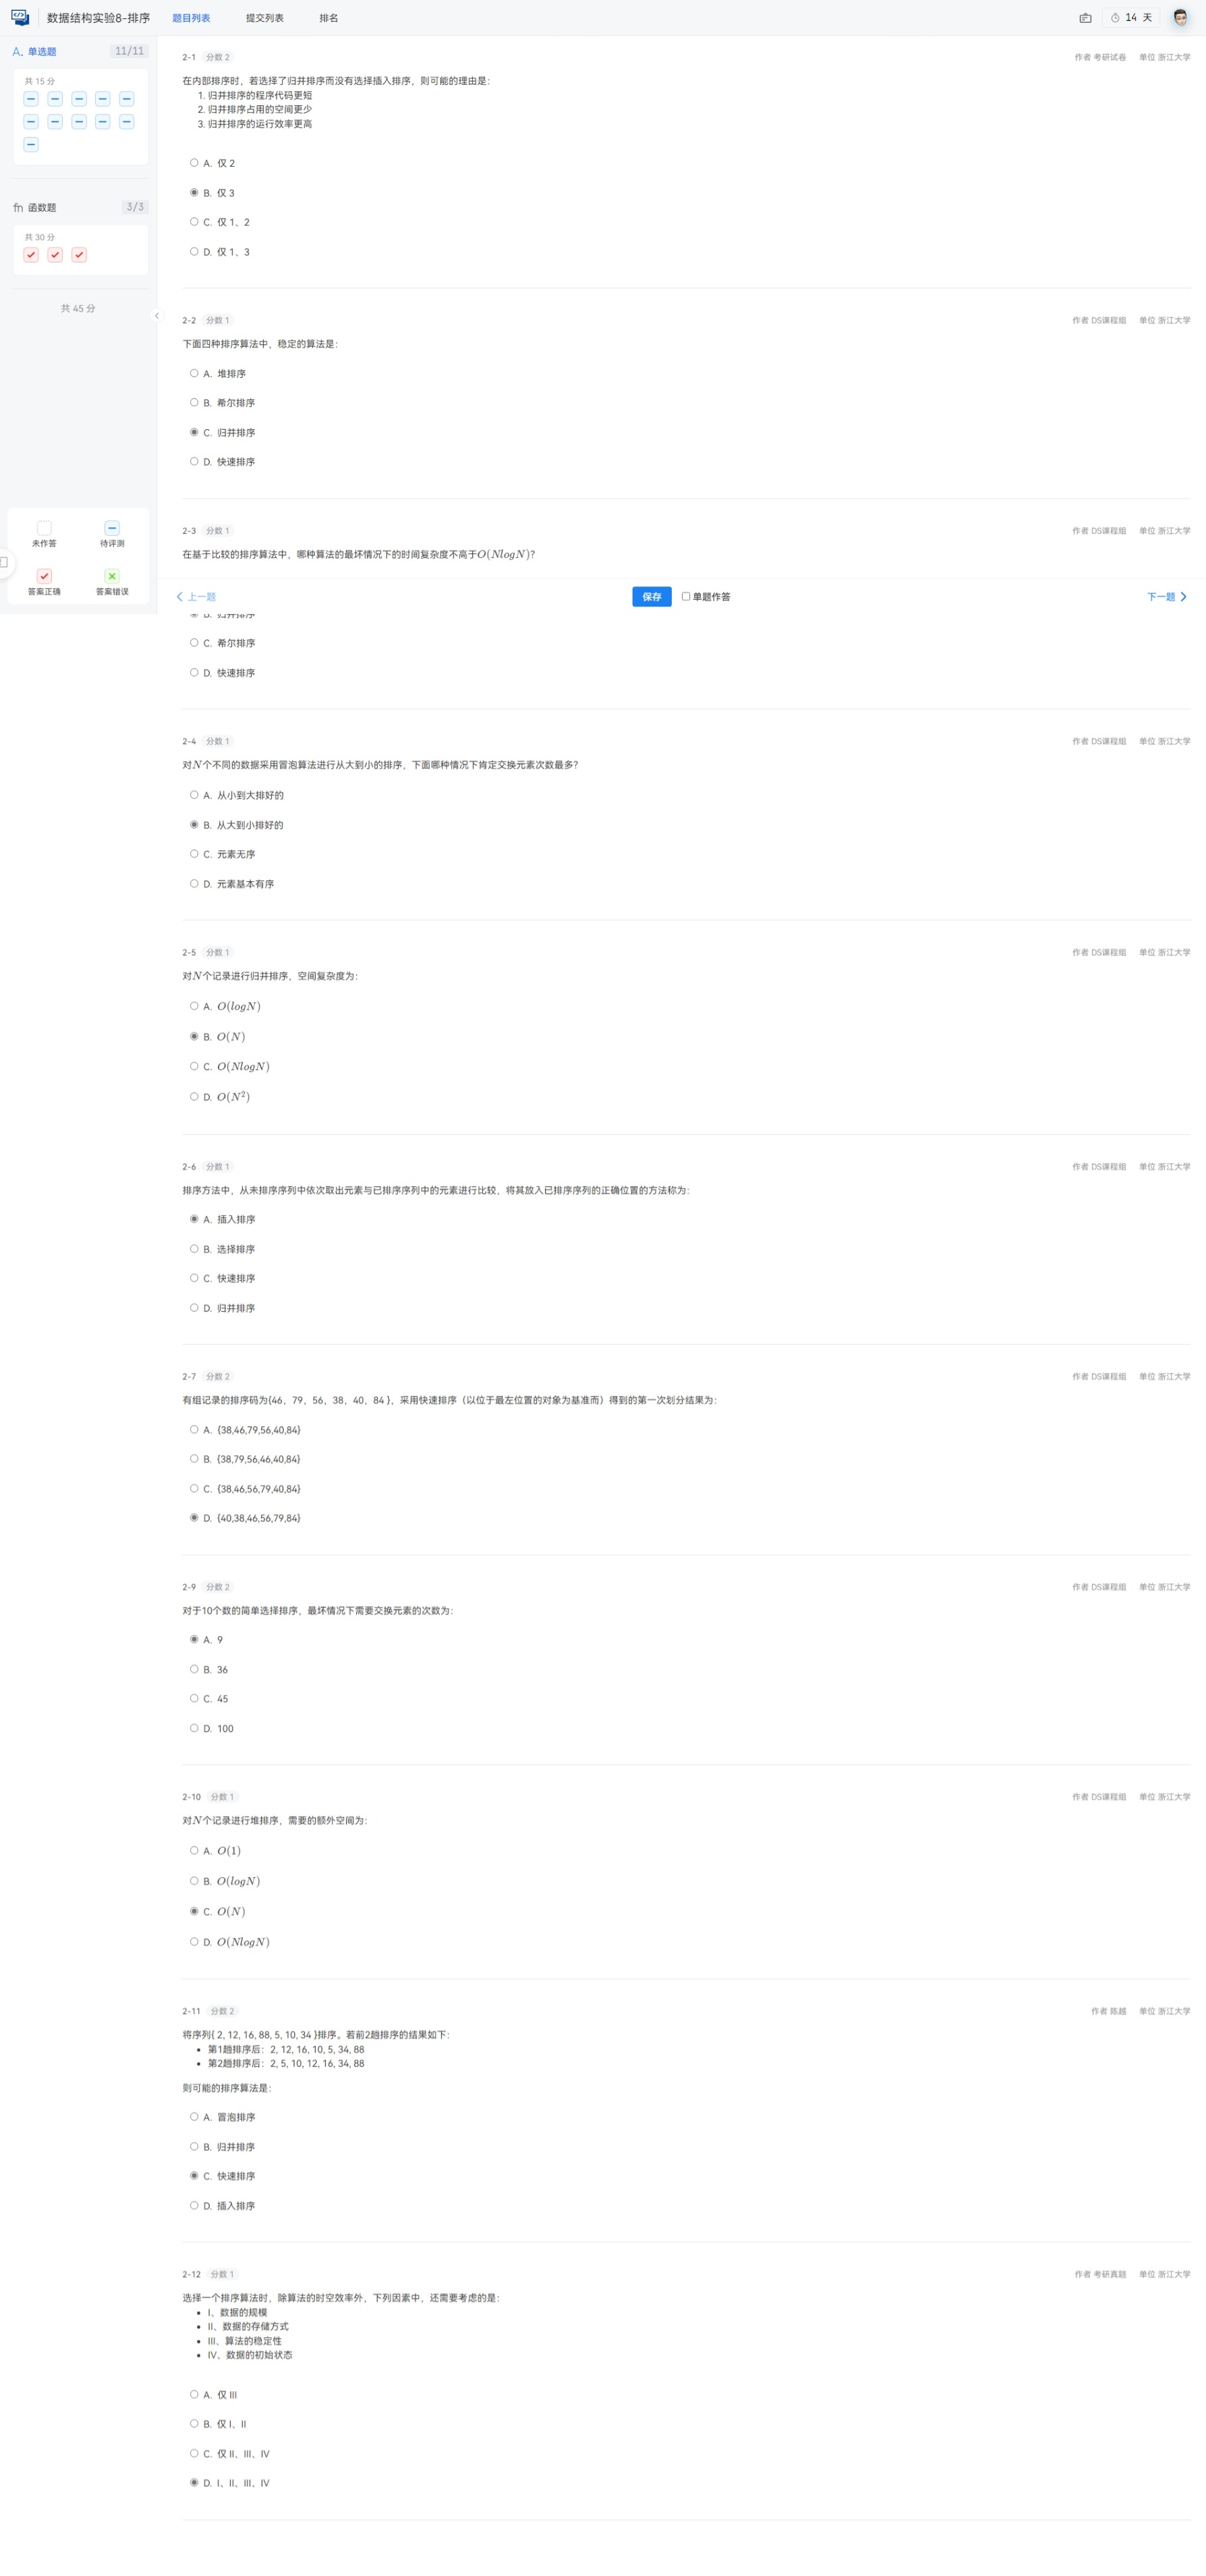 数据结构实验8-排序
题目列表
提交列表
排名
14 天
A. 单选题 11/11
共 15 分
fn 函数题 3/3
共 30 分
共 45 分
未作答
待评测
答案正确
答案错误
2-1 分数 2
作者 考研试卷 单位 浙江大学
在内部排序时，若选择了归并排序而没有选择插入排序，则可能的理由是：
1. 归并排序的程序代码更短
2. 归并排序占用的空间更少
3. 归并排序的运行效率更高
A. 仅 2
B. 仅 3
C. 仅 1、2
D. 仅 1、3
2-2 分数 1
作者 DS课程组 单位 浙江大学
下面四种排序算法中，稳定的算法是：
A. 堆排序
B. 希尔排序
C. 归并排序
D. 快速排序
2-3 分数 1
作者 DS课程组 单位 浙江大学
在基于比较的排序算法中，哪种算法的最坏情况下的时间复杂度不高于O(NlogN)?
上一题
保存
单题作答
下一题
B. 归并排序
C. 希尔排序
D. 快速排序
2-4 分数 1
作者 DS课程组 单位 浙江大学
对N个不同的数据采用冒泡算法进行从大到小的排序，下面哪种情况下肯定交换元素次数最多?
A. 从小到大排好的
B. 从大到小排好的
C. 元素无序
D. 元素基本有序
2-5 分数 1
作者 DS课程组 单位 浙江大学
对N个记录进行归并排序，空间复杂度为：
A. O(logN)
B. O(N)
C. O(NlogN)
D. O(N²)
2-6 分数 1
作者 DS课程组 单位 浙江大学
排序方法中，从未排序序列中依次取出元素与已排序序列中的元素进行比较，将其放入已排序序列的正确位置的方法称为：
A. 插入排序
B. 选择排序
C. 快速排序
D. 归并排序
2-7 分数 2
作者 DS课程组 单位 浙江大学
有组记录的排序码为{46，79，56，38，40，84 }，采用快速排序（以位于最左位置的对象为基准而）得到的第一次划分结果为：
A. {38,46,79,56,40,84}
B. {38,79,56,46,40,84}
C. {38,46,56,79,40,84}
D. {40,38,46,56,79,84}
2-9 分数 2
作者 DS课程组 单位 浙江大学
对于10个数的简单选择排序，最坏情况下需要交换元素的次数为：
A. 9
B. 36
C. 45
D. 100
2-10 分数 1
作者 DS课程组 单位 浙江大学
对N个记录进行堆排序，需要的额外空间为：
A. O(1)
B. O(logN)
C. O(N)
D. O(NlogN)
2-11 分数 2
作者 陈越 单位 浙江大学
将序列{ 2, 12, 16, 88, 5, 10, 34 }排序。若前2趟排序的结果如下：
• 第1趟排序后：2, 12, 16, 10, 5, 34, 88
• 第2趟排序后：2, 5, 10, 12, 16, 34, 88
则可能的排序算法是：
A. 冒泡排序
B. 归并排序
C. 快速排序
D. 插入排序
2-12 分数 1
作者 考研真题 单位 浙江大学
选择一个排序算法时，除算法的时空效率外，下列因素中，还需要考虑的是：
• I、数据的规模
• II、数据的存储方式
• III、算法的稳定性
• IV、数据的初始状态
A. 仅 III
B. 仅 I、II
C. 仅 II、III、IV
D. I、II、III、IV